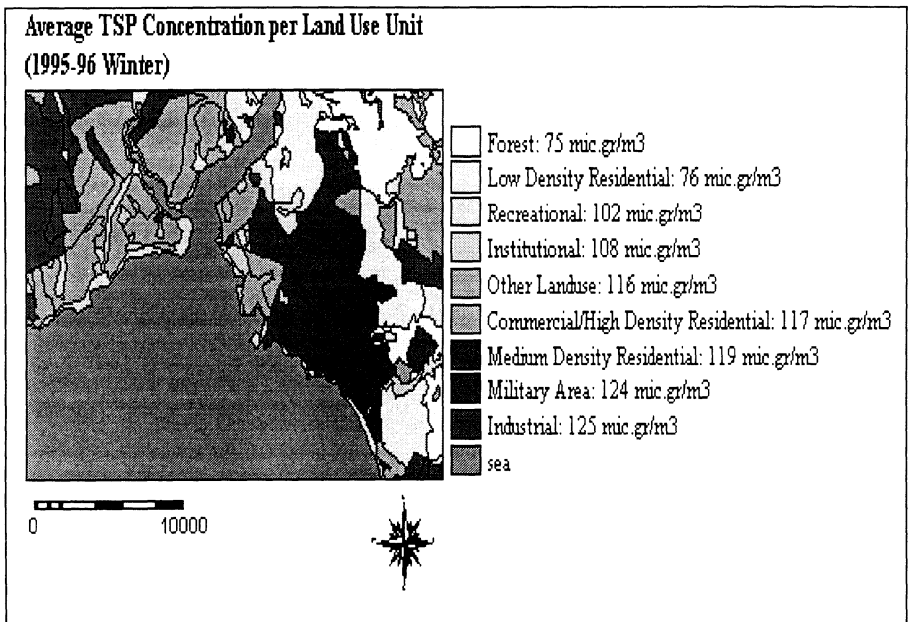 Average TSP Concentration per Land Use Unit
(1995-96 Winter)
Forest: 75 mic.gr/m3
Low Density Residential: 76 mic.gr/m3
Recreational: 102 mic.gr/m3
Institutional: 108 mic.gr/m3
Other Landuse: 116 mic.gr/m3
Commercial/High Density Residential: 117 mic.gr/m3
Medium Density Residential: 119 mic.gr/m3
Military Area: 124 mic.gr/m3
Industrial: 125 mic.gr/m3
sea
0 10000